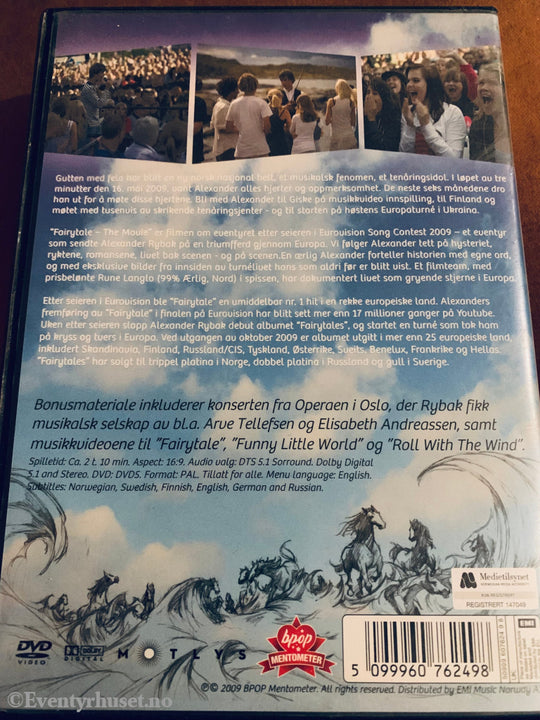 Gutten med fela har blitt en ny norsk nasjonal-helt, et musikalsk fenomen, et tenåringsidol. I løpet av tre
minutter den 16. mai 2009, vant Alexander alles hjerter og oppmerksomhet. De neste seks månedene dro
han ut for å møte disse hjertene. Bli med Alexander til Giske på musikkvideo innspilling, til Finland og
møtet med tusenvis av skrikende tenåringsjenter - og til starten på høstens Europaturné i Ukraina.
"Fairytale – The Movie" er filmen om eventyret etter seieren i Eurovision Song Contest 2009 – et eventyr
som sendte Alexander Rybak på en triumfferd gjennom Europa. Vi følger Alexander tett på hysteriet,
ryktene, romansene, livet bak scenen - og på scenen.En ærlig Alexander forteller historien med egne ord,
og med eksklusive bilder fra innsiden av turnélivet hans som aldri før er blitt vist. Et filmteam, med
prisbelønte Rune Langlo (99% Ærlig, Nord) i spissen, har dokumentert livet som gryende stjerne i Europa.
Etter seieren i Eurovision ble "Fairytale" en umiddelbar nr. 1 hit i en rekke europeiske land. Alexanders
fremføring av "Fairytale" i finalen på Eurovision har blitt sett mer enn 17 millioner ganger på Youtube.
Uken etter seieren slapp Alexander Rybak debut albumet "Fairytales", og startet en turné som tok ham
på kryss og tvers i Europa. Ved utgangen av oktober 2009 er albumet utgitt i mer enn 25 europeiske land,
inkludert Skandinavia, Finland, Russland/CIS, Tyskland, Østerrike, Sveits, Benelux, Frankrike og Hellas.
"Fairytales" har solgt til trippel platina i Norge, dobbel platina i Russland og gull i Sverige.
Bonusmateriale inkluderer konserten fra Operaen i Oslo, der Rybak fikk
musikalsk selskap av bl.a. Arve Tellefsen og Elisabeth Andreassen, samt
musikkvideoene til "Fairytale", "Funny Little World" og "Roll With The Wind".
Spilletid: Ca. 2 t. 10 min. Aspect: 16:9. Audio valg: DTS 5.1 Sorround. Dolby Digital
5.1 and Stereo. DVD: DVD5. Format: PAL. Tillatt for alle. Menu language: English.
Subtitles: Norwegian, Swedish, Finnish, English, German and Russian.
Medietilsynet
NORWEGIAN MEDIA AUTHORITY
REGISTRERT 147049
DVD
VIDEO
DOLBY
DIGITAL
MOTLYS
bpop
MENTOMETER
5 099960 762498
EMI
Ⓟ© 2009 BPOP Mentometer. All rights reserved. Distributed by EMI Music Norway A
©Eventyrhuset.no